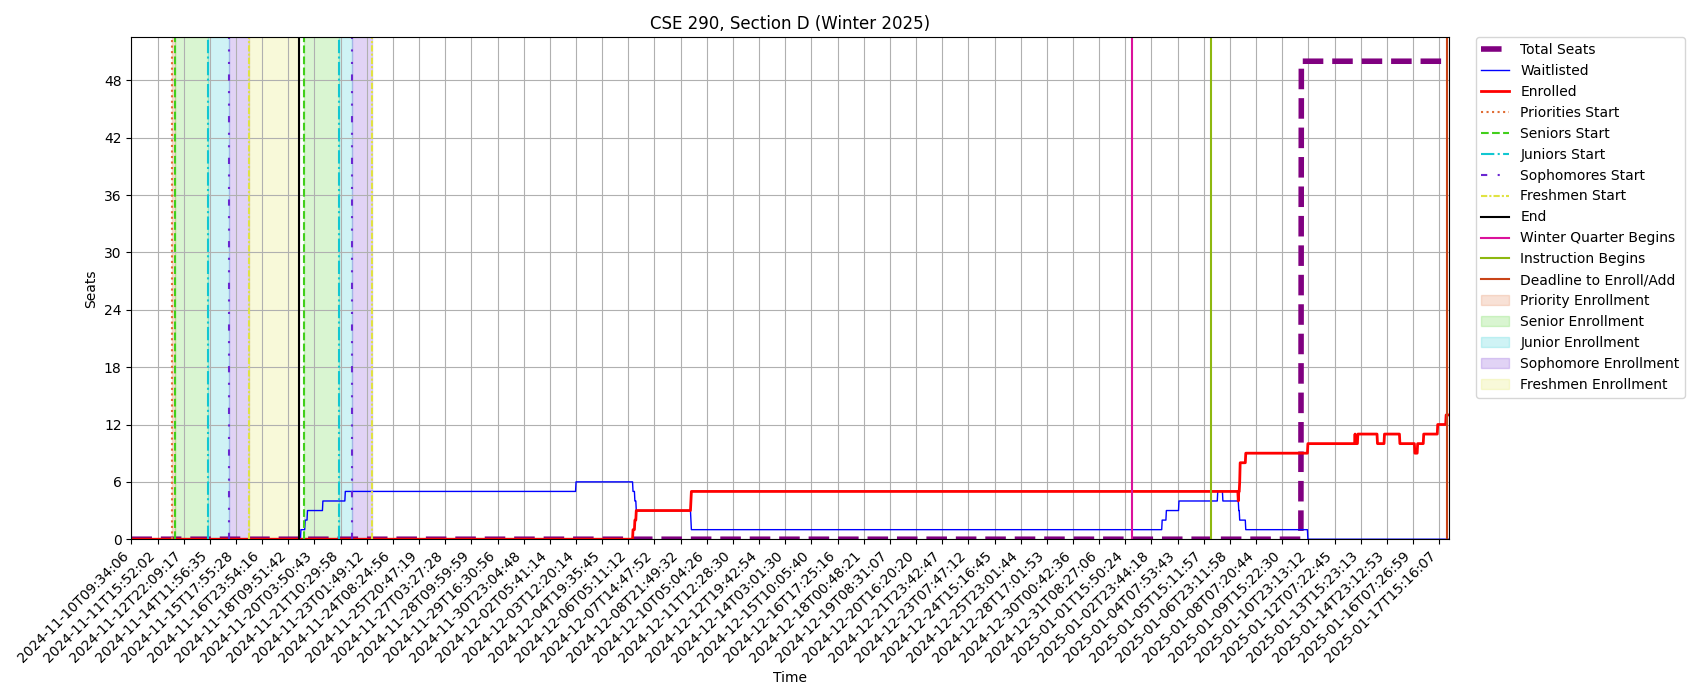 CSE 290, Section D (Winter 2025)
Seats
48
42
36
30
24
18
12
6
0
2024-11-10T09:34:06
2024-11-11T15:52:02
2024-11-12T22:09:17
2024-11-14T11:56:35
2024-11-15T17:55:28
2024-11-16T23:54:16
2024-11-18T09:51:42
2024-11-20T03:50:43
2024-11-21T10:29:58
2024-11-23T01:49:12
2024-11-24T08:24:56
2024-11-25T20:47:19
2024-11-27T03:27:28
2024-11-28T09:59:59
2024-11-29T16:30:56
2024-11-30T23:04:48
2024-12-02T05:41:14
2024-12-03T12:20:14
2024-12-04T19:35:45
2024-12-06T05:11:12
2024-12-07T14:47:52
2024-12-08T21:49:32
2024-12-10T05:04:26
2024-12-11T12:28:30
2024-12-12T19:42:54
2024-12-14T03:01:30
2024-12-15T10:05:40
2024-12-16T17:25:16
2024-12-18T00:48:21
2024-12-19T08:31:07
2024-12-20T16:20:20
2024-12-21T23:42:47
2024-12-23T07:47:12
2024-12-24T15:16:45
2024-12-25T23:01:44
2024-12-28T17:01:53
2024-12-30T00:42:36
2024-12-31T08:27:06
2025-01-01T15:50:24
2025-01-02T23:44:18
2025-01-04T07:53:43
2025-01-05T15:11:57
2025-01-06T23:11:58
2025-01-08T07:20:44
2025-01-09T15:22:30
2025-01-10T23:13:12
2025-01-12T07:22:45
2025-01-13T15:23:13
2025-01-14T23:12:53
2025-01-16T07:26:59
2025-01-17T15:16:07
Time
Total Seats
Waitlisted
Enrolled
Priorities Start
Seniors Start
Juniors Start
Sophomores Start
Freshmen Start
End
Winter Quarter Begins
Instruction Begins
Deadline to Enroll/Add
Priority Enrollment
Senior Enrollment
Junior Enrollment
Sophomore Enrollment
Freshmen Enrollment